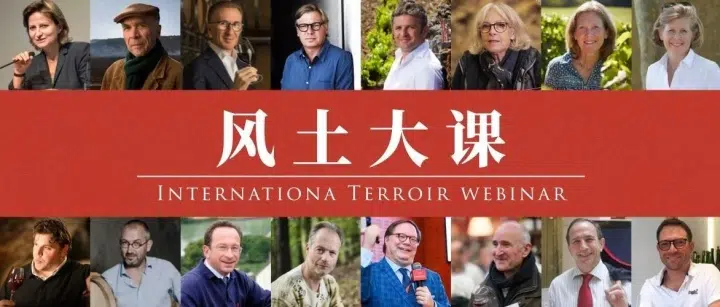 风土大课
INTERNATIONA TERROIR WEBINAR